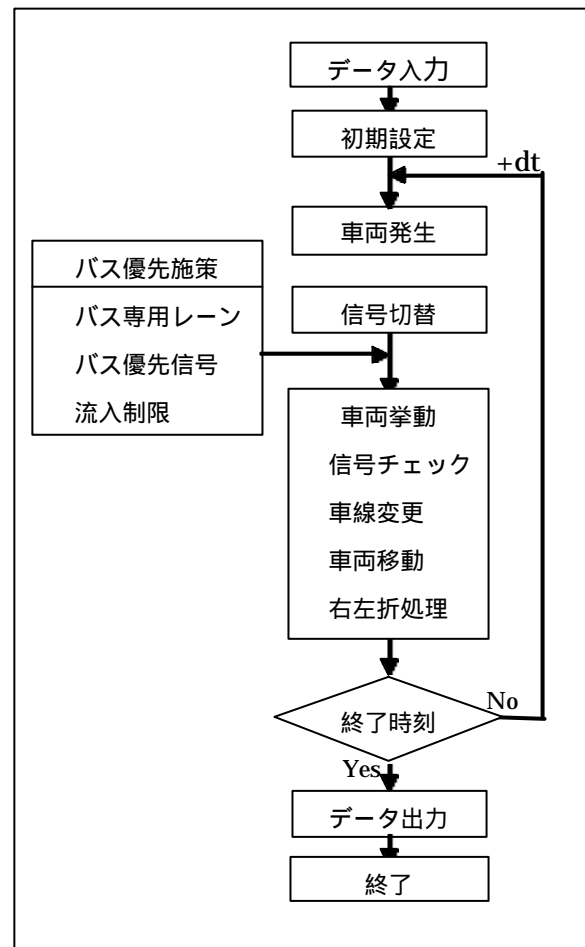 データ入力
初期設定
+dt
車両発生
バス優先施策
バス専用レーン
バス優先信号
流入制限
信号切替
車両挙動
信号チェック
車線変更
車両移動
右左折処理
終了時刻
No
Yes
データ出力
終了